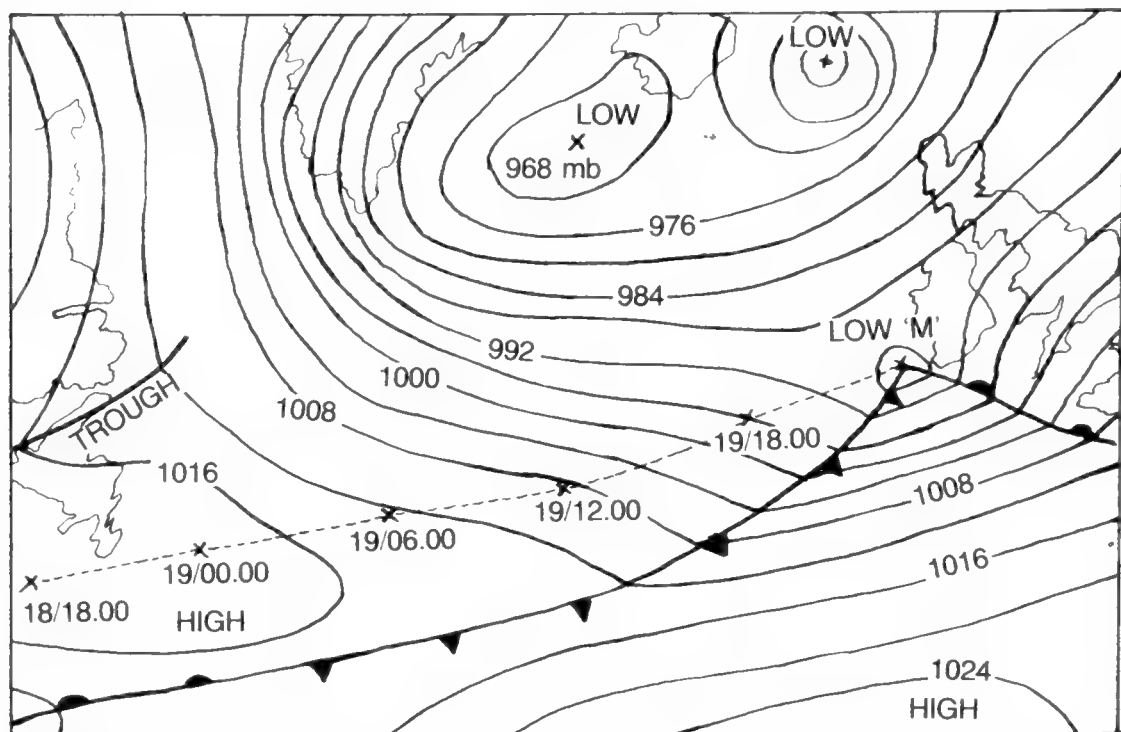 LOW
LOW
968 mb
976
984
LOW 'M'
992
1000
TROUGH
1008
19/18.00
1016
1008
19/12.00
19/06.00
1016
19/00.00
18/18.00
HIGH
1024
HIGH